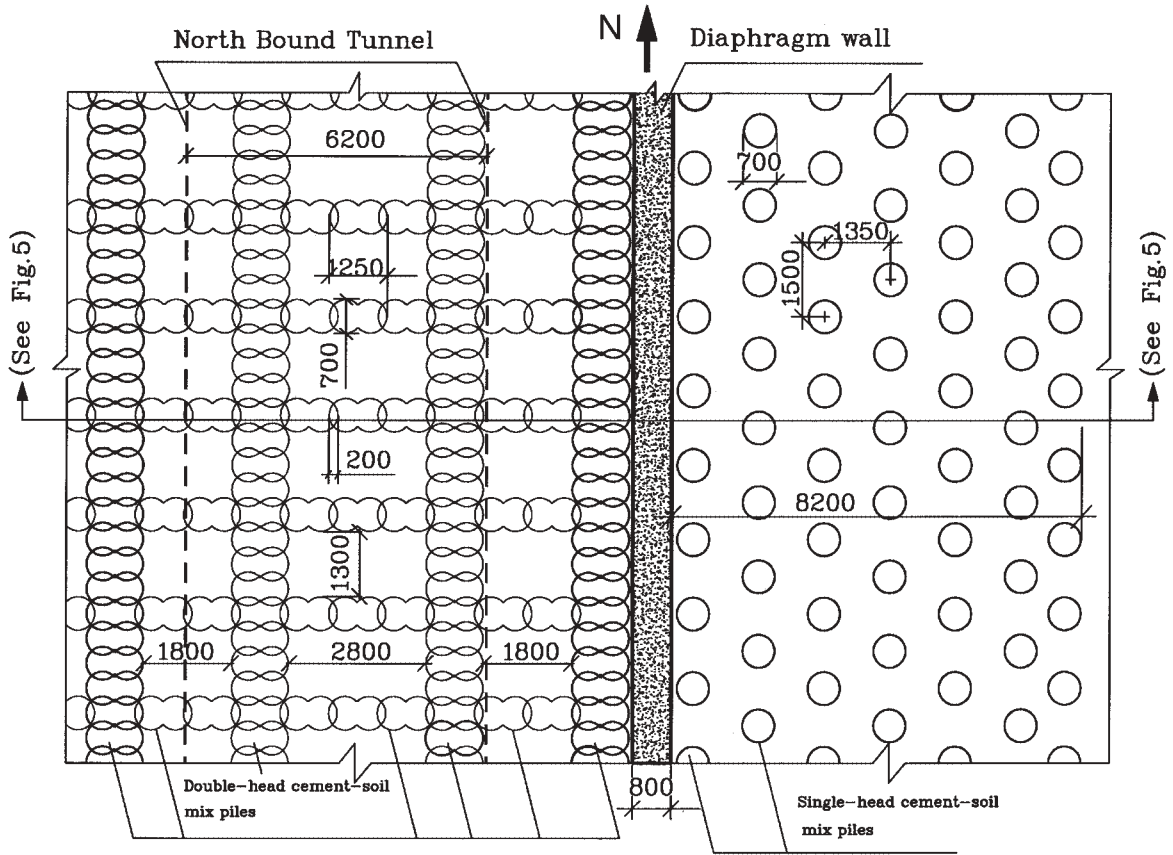 North Bound Tunnel
N
Diaphragm wall
6200
700
1350
1250
1500
(See Fig.5)
(See Fig.5)
700
200
8200
1300
1800
2800
1800
Double-head cement-soil
mix piles
800
Single-head cement-soil
mix piles